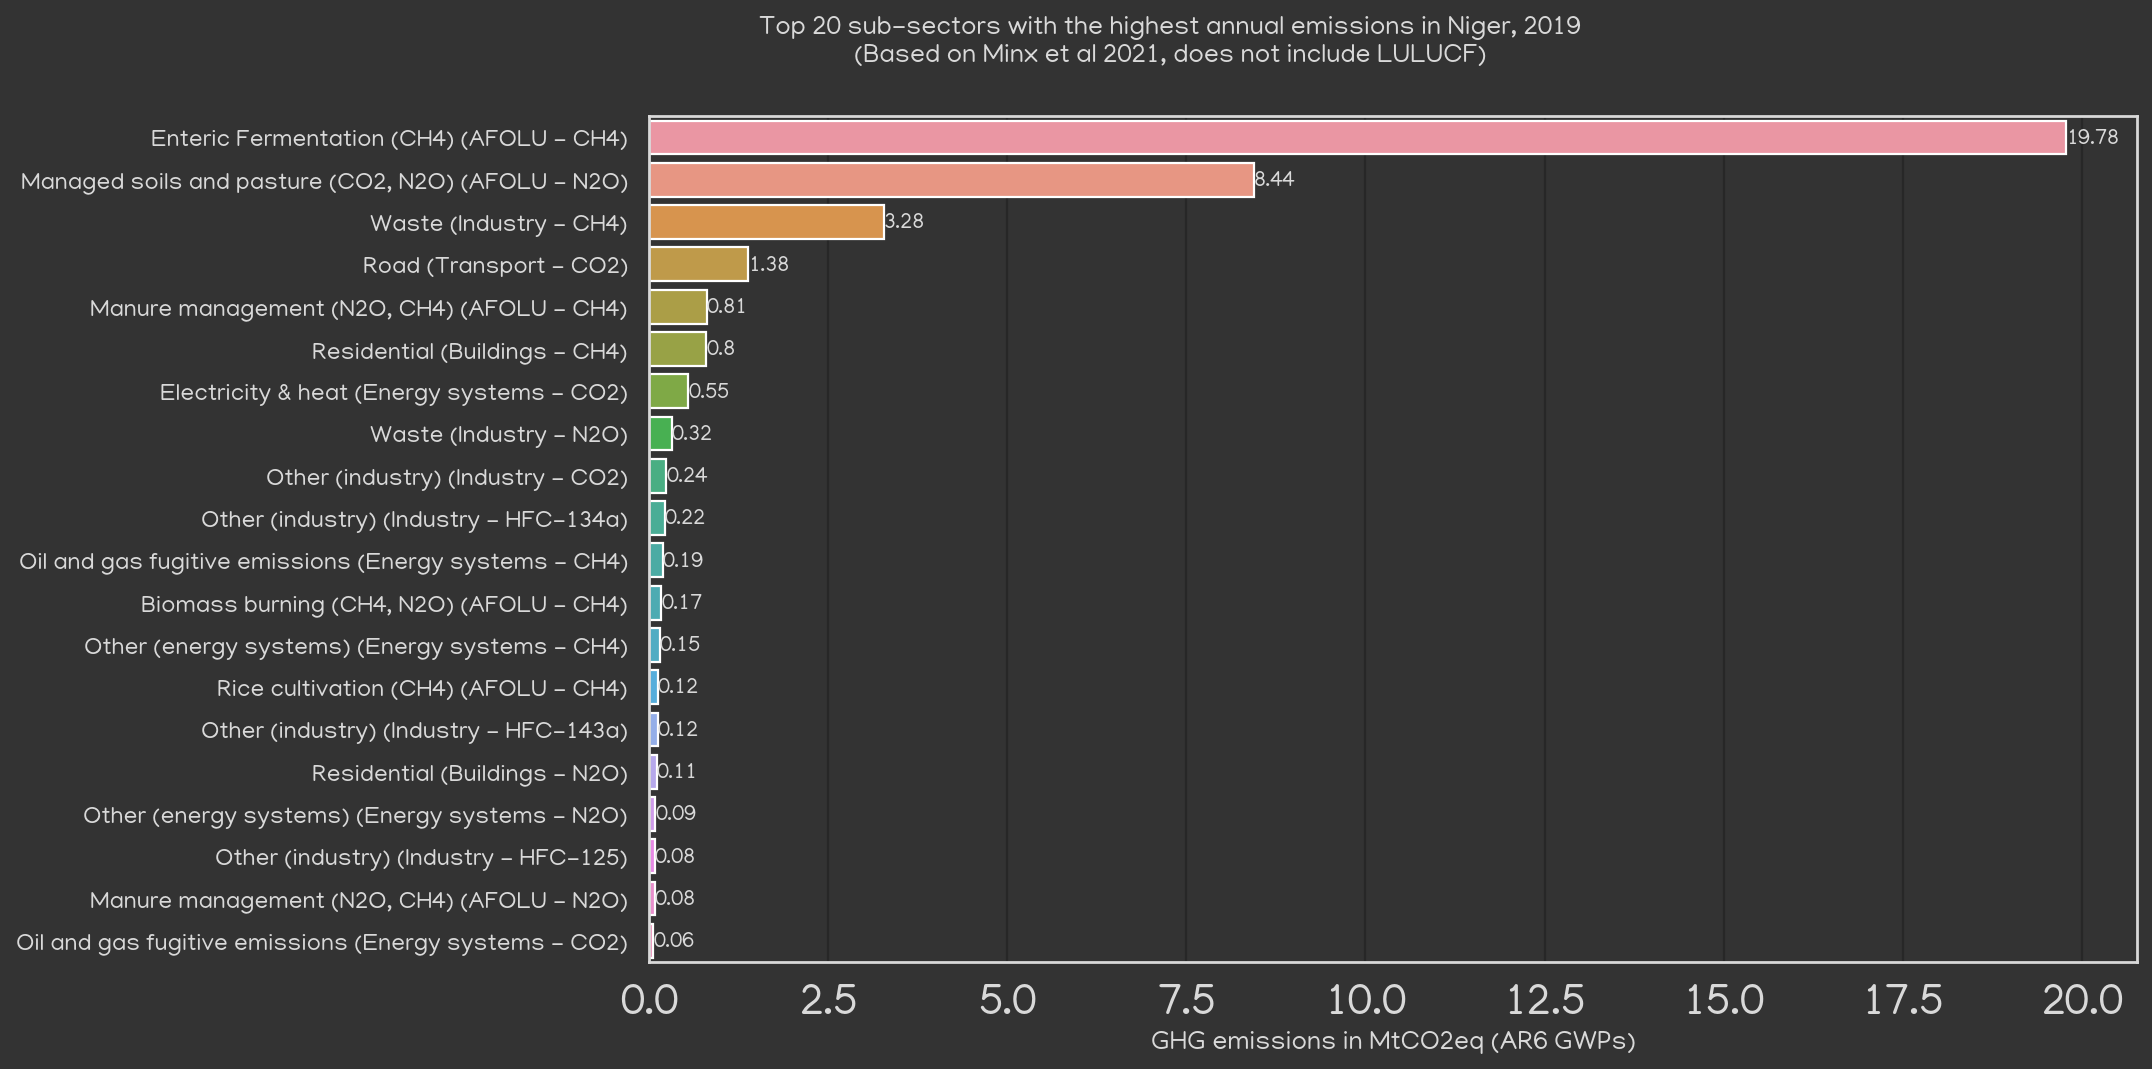 Top 20 sub-sectors with the highest annual emissions in Niger, 2019
(Based on Minx et al 2021, does not include LULUCF)
Enteric Fermentation (CH4) (AFOLU - CH4) 19.78
Managed soils and pasture (CO2, N2O) (AFOLU - N2O) 8.44
Waste (Industry - CH4) 3.28
Road (Transport - CO2) 1.38
Manure management (N2O, CH4) (AFOLU - CH4) 0.81
Residential (Buildings - CH4) 0.8
Electricity & heat (Energy systems - CO2) 0.55
Waste (Industry - N2O) 0.32
Other (industry) (Industry - CO2) 0.24
Other (industry) (Industry - HFC-134a) 0.22
Oil and gas fugitive emissions (Energy systems - CH4) 0.19
Biomass burning (CH4, N2O) (AFOLU - CH4) 0.17
Other (energy systems) (Energy systems - CH4) 0.15
Rice cultivation (CH4) (AFOLU - CH4) 0.12
Other (industry) (Industry - HFC-143a) 0.12
Residential (Buildings - N2O) 0.11
Other (energy systems) (Energy systems - N2O) 0.09
Other (industry) (Industry - HFC-125) 0.08
Manure management (N2O, CH4) (AFOLU - N2O) 0.08
Oil and gas fugitive emissions (Energy systems - CO2) 0.06
0.0 2.5 5.0 7.5 10.0 12.5 15.0 17.5 20.0
GHG emissions in MtCO2eq (AR6 GWPs)